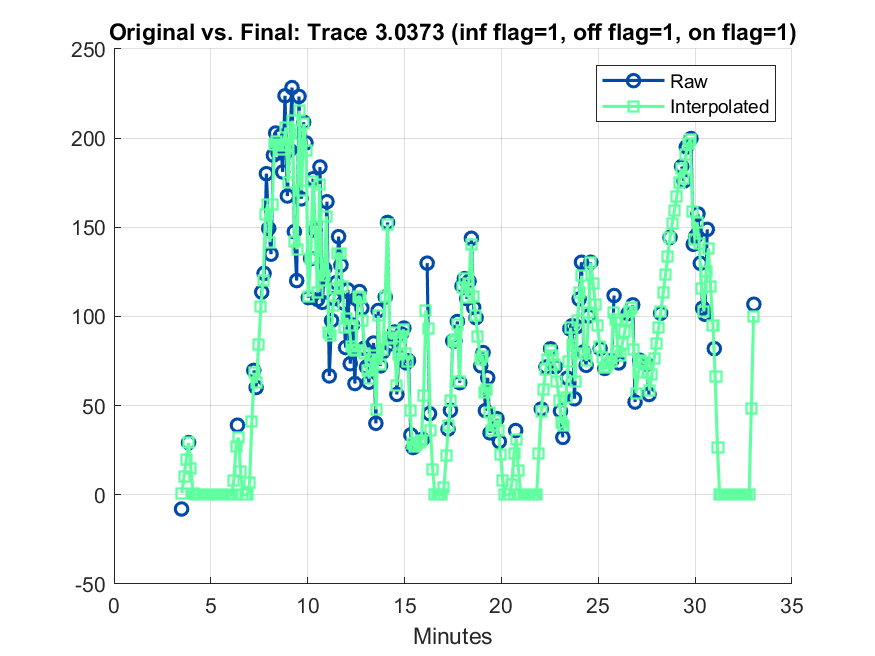 Original vs. Final: Trace 3.0373 (inf flag=1, off flag=1, on flag=1)
250
200
150
100
50
0
-50
0 5 10 15 20 25 30 35
Minutes
Raw
Interpolated